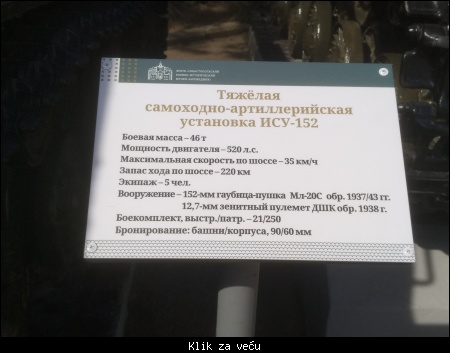 Тяжёлая
самоходно-артиллерийская
установка ИСУ-152
Боевая масса – 46 т
Мощность двигателя – 520 л.с.
Максимальная скорость по шоссе – 35 км/ч
Запас хода по шоссе – 220 км
Экипаж – 5 чел.
Вооружение – 152-мм гаубица-пушка Мл-20С обр. 1937/43 гг.
12,7-мм зенитный пулемет ДШК обр. 1938 г.
Боекомплект, выстр./патр. – 21/250
Бронирование: башни/корпуса, 90/60 мм
Klik za veću